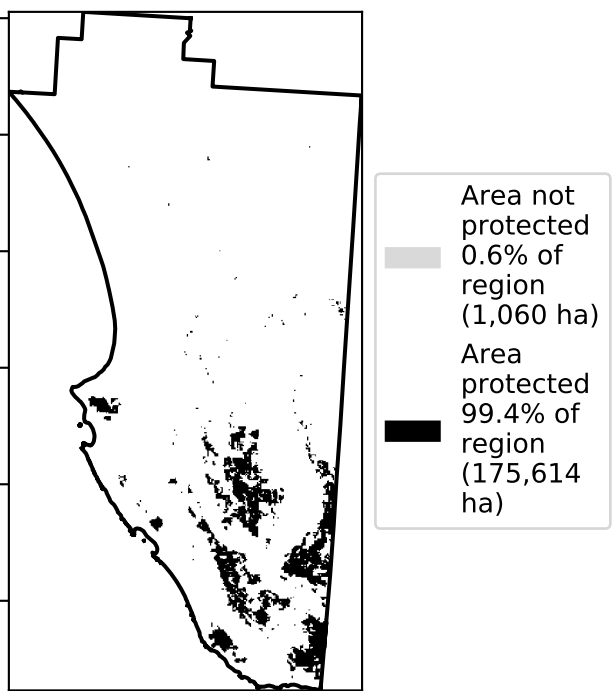 Area not
protected
0.6% of
region
(1,060 ha)
Area
protected
99.4% of
region
(175,614
ha)